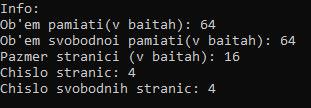 Info:
Ob'em pamiati(v baitah): 64
Ob'em svobodnoi pamiati(v baitah): 64
Pazmer stranici (v baitah): 16
Chislo stranic: 4
Chislo svobodnih stranic: 4